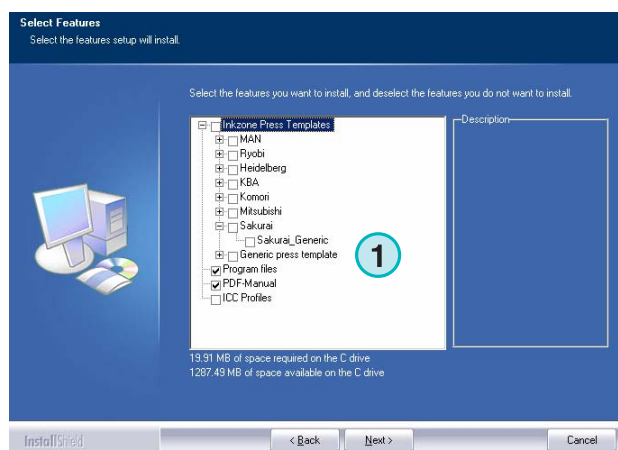 Select Features
Select the features setup will install.
Select the features you want to install, and deselect the features you do not want to install.
Inkzone Press Templates
Description
MAN
Ryobi
Heidelberg
KBA
Komori
Mitsubishi
Sakurai
Sakurai_Generic
Generic press template
1
Program files
PDF-Manual
ICC Profiles
19.91 MB of space required on the C drive
1287.49 MB of space available on the C drive
InstallShield
< Back
Next >
Cancel